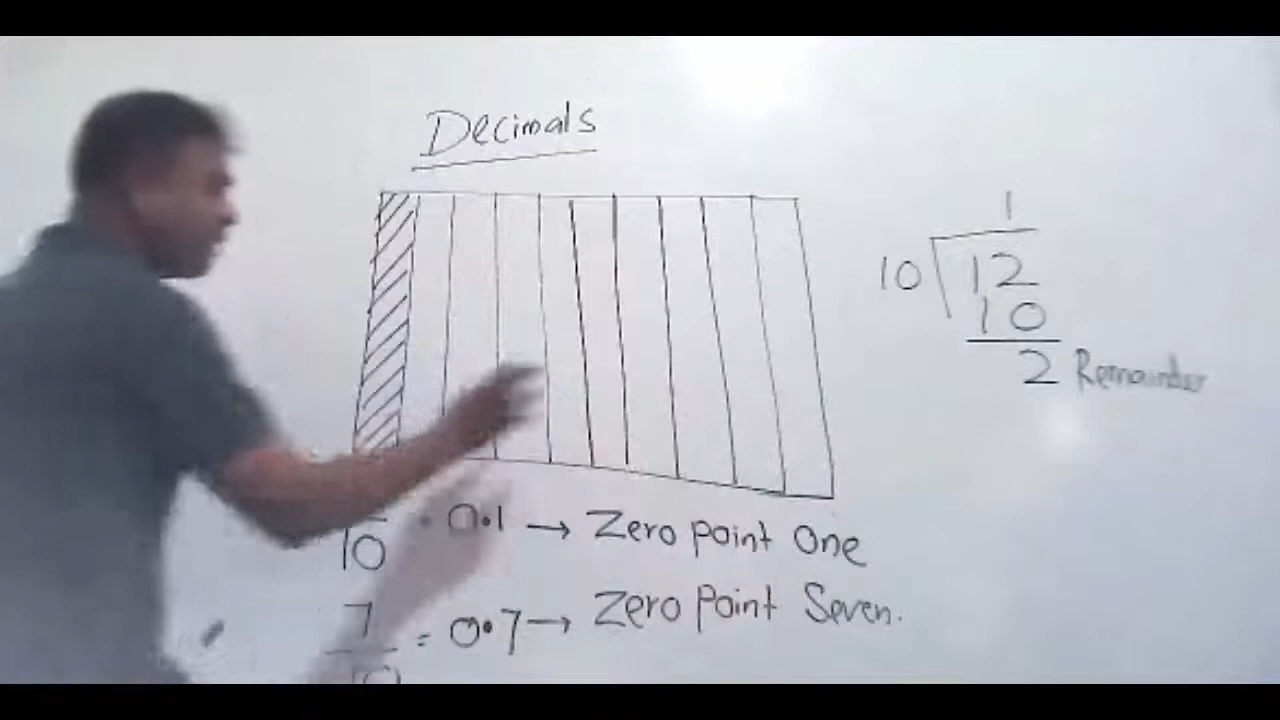 Decimals
1
10 12
10
2 Remainder
10 0.1 → Zero Point One
7
= 0.7 → Zero Point Seven.
10